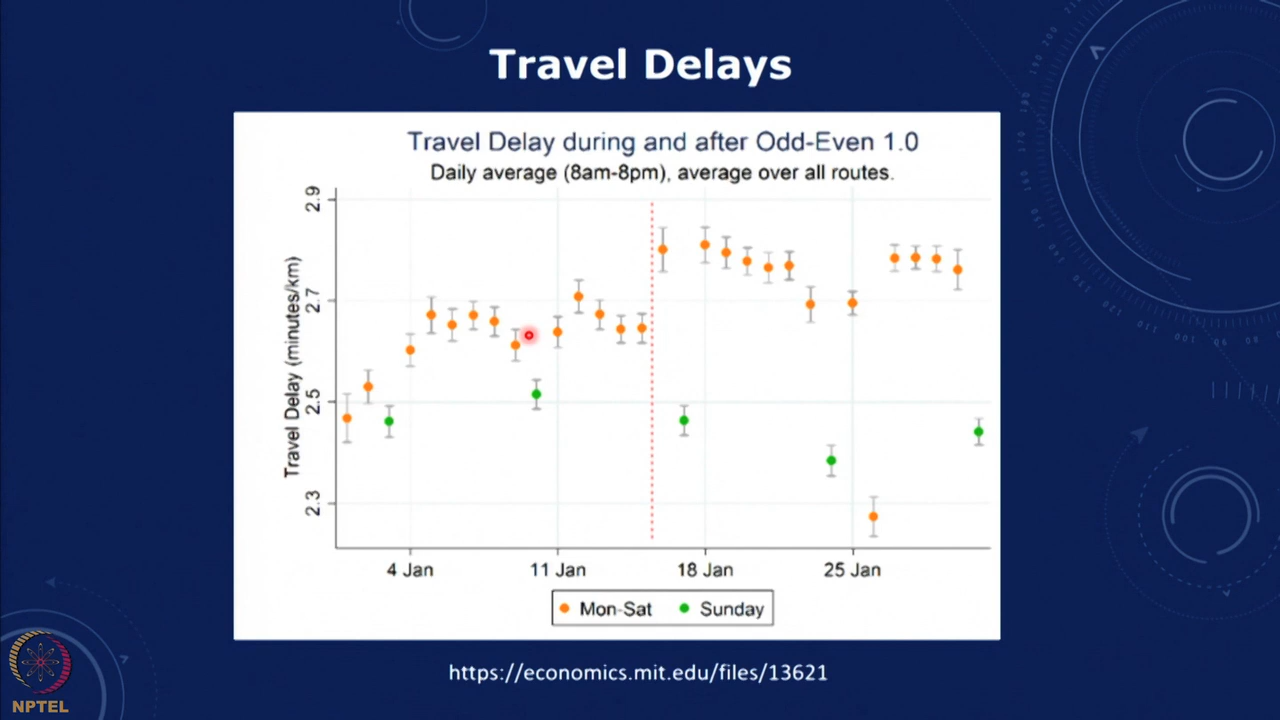 Travel Delays
Travel Delay during and after Odd-Even 1.0
Daily average (8am-8pm), average over all routes.
Travel Delay (minutes/km)
2.9
2.7
2.5
2.3
4 Jan
11 Jan
18 Jan
25 Jan
Mon-Sat
Sunday
https://economics.mit.edu/files/13621
NPTEL